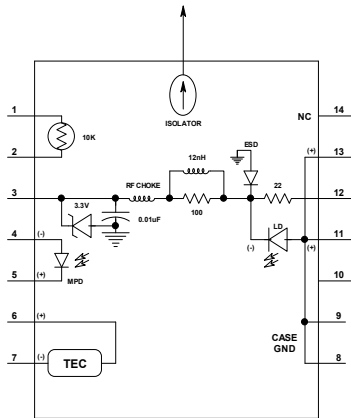 ISOLATOR
1
10K
2
14
NC
13
(+)
ESD
12nH
RF CHOKE
22
3
100
12
3.3V
0.01uF
4
(-)
LD
(-)
(+)
11
5
(+)
MPD
10
6
(+)
9
CASE
GND
7
(-)
TEC
8